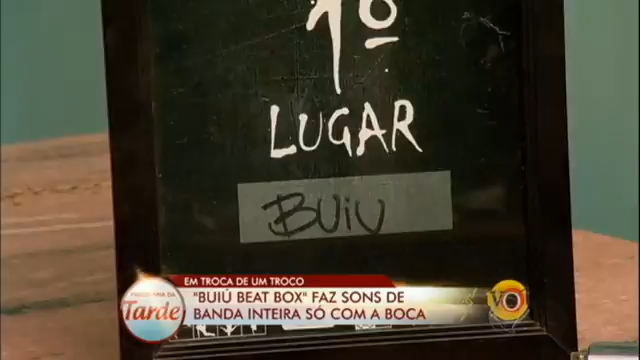 1º
LUGAR
BUIU
EM TROCA DE UM TROCO
"BUIÚ BEAT BOX" FAZ SONS DE
BANDA INTEIRA SÓ COM A BOCA
Tarde